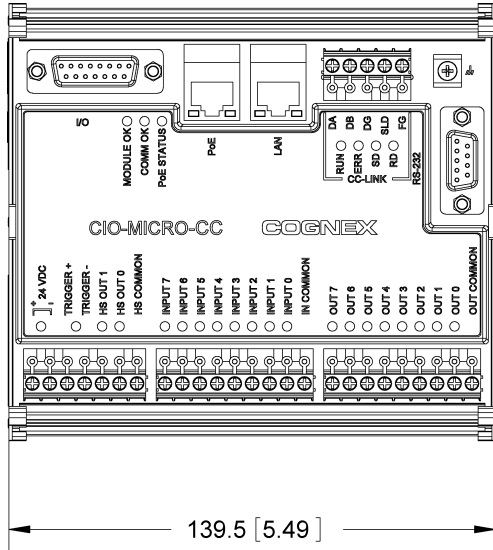 I/O
MODULE OK
COMM OK
PoE STATUS
PoE
LAN
DA
DB
DG
SLD
FG
RUN
ERR
SD
RD
CC-LINK
RS-232
CIO-MICRO-CC
COGNEX
+
-
24 VDC
TRIGGER +
TRIGGER -
HS OUT 1
HS OUT 0
HS COMMON
INPUT 7
INPUT 6
INPUT 5
INPUT 4
INPUT 3
INPUT 2
INPUT 1
INPUT 0
IN COMMON
OUT 7
OUT 6
OUT 5
OUT 4
OUT 3
OUT 2
OUT 1
OUT 0
OUT COMMON
139.5 [5.49]